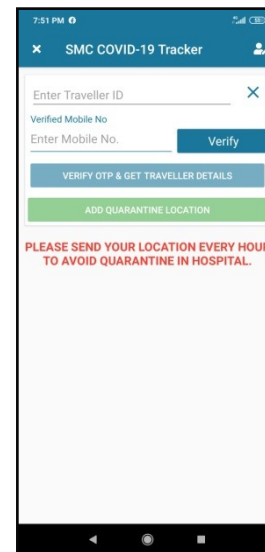 7:51 PM
SMC COVID-19 Tracker
Enter Traveller ID
Verified Mobile No
Enter Mobile No.
Verify
VERIFY OTP & GET TRAVELLER DETAILS
ADD QUARANTINE LOCATION
PLEASE SEND YOUR LOCATION EVERY HOUR
TO AVOID QUARANTINE IN HOSPITAL.